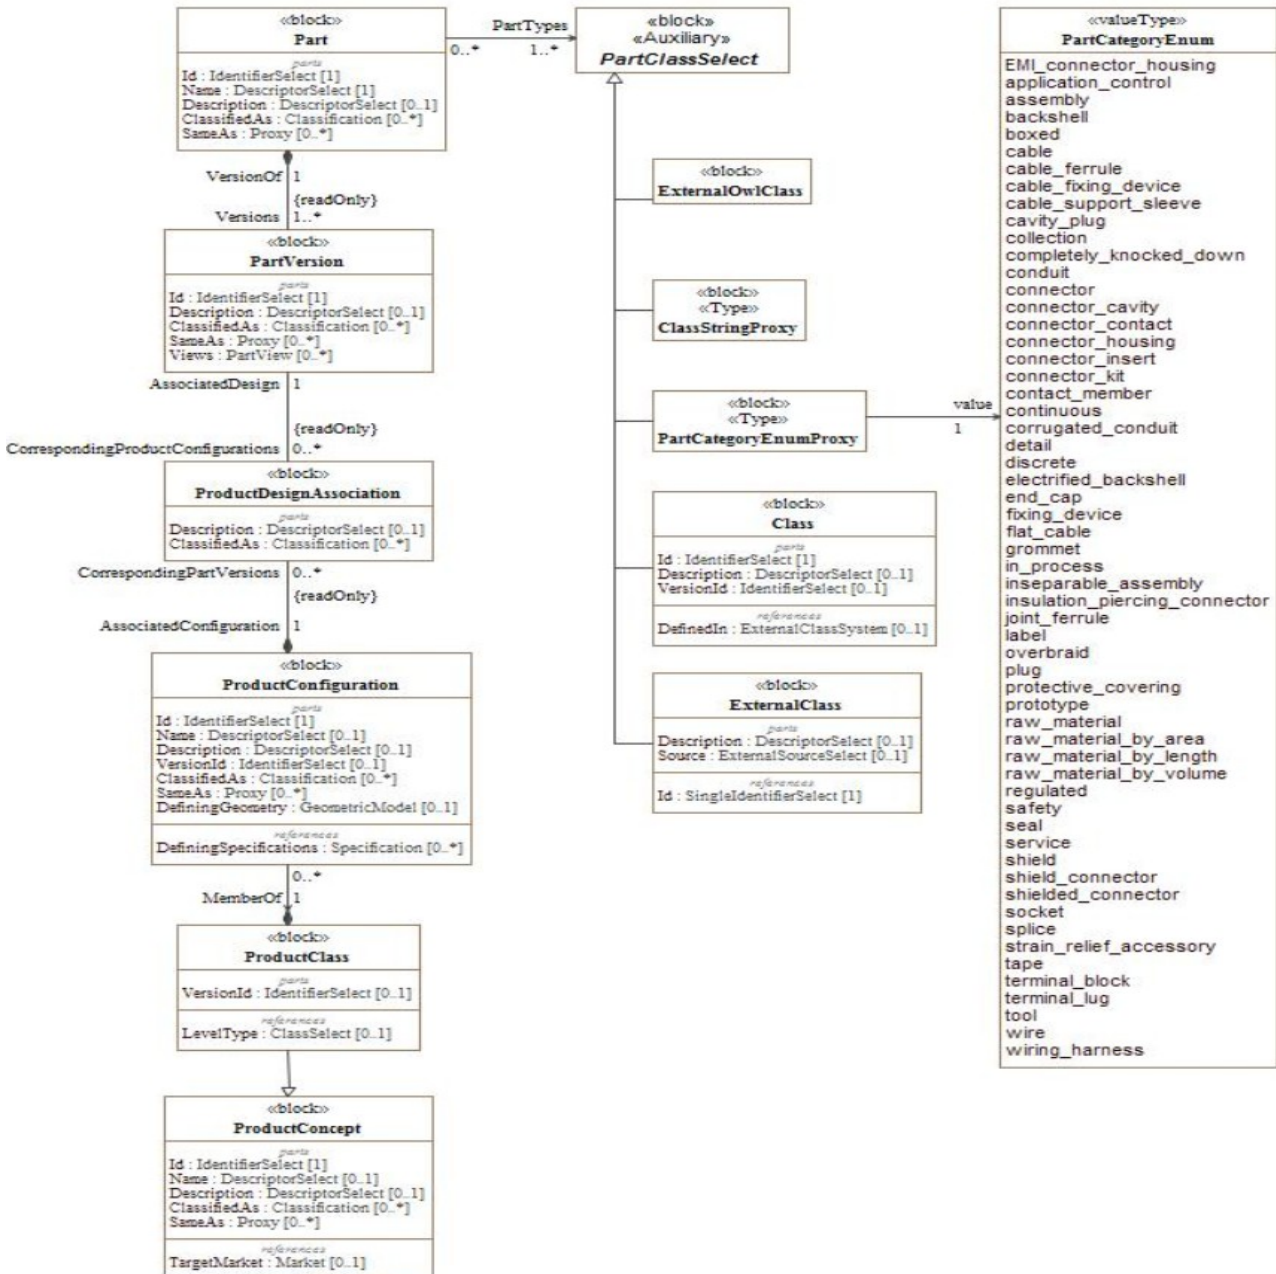 «block»
Part
parts
Id : IdentifierSelect [1]
Name : DescriptorSelect [1]
Description : DescriptorSelect [0..1]
ClassifiedAs : Classification [0..*]
SameAs : Proxy [0..*]
PartTypes
0..*
1..*
«block»
«Auxiliary»
PartClassSelect
VersionOf 1
{readOnly}
Versions 1..*
«block»
PartVersion
parts
Id : IdentifierSelect [1]
Description : DescriptorSelect [0..1]
ClassifiedAs : Classification [0..*]
SameAs : Proxy [0..*]
Views : PartView [0..*]
AssociatedDesign 1
{readOnly}
CorrespondingProductConfigurations 0..*
«block»
ProductDesignAssociation
parts
Description : DescriptorSelect [0..1]
ClassifiedAs : Classification [0..*]
CorrespondingPartVersions 0..*
{readOnly}
AssociatedConfiguration 1
«block»
ProductConfiguration
parts
Id : IdentifierSelect [1]
Name : DescriptorSelect [0..1]
Description : DescriptorSelect [0..1]
VersionId : IdentifierSelect [0..1]
ClassifiedAs : Classification [0..*]
SameAs : Proxy [0..*]
DefiningGeometry : GeometricModel [0..1]
references
DefiningSpecifications : Specification [0..*]
0..*
MemberOf 1
«block»
ProductClass
parts
VersionId : IdentifierSelect [0..1]
references
LevelType : ClassSelect [0..1]
«block»
ProductConcept
parts
Id : IdentifierSelect [1]
Name : DescriptorSelect [0..1]
Description : DescriptorSelect [0..1]
ClassifiedAs : Classification [0..*]
SameAs : Proxy [0..*]
references
TargetMarket : Market [0..1]
«block»
ExternalOwlClass
«block»
«Type»
ClassStringProxy
«block»
«Type»
PartCategoryEnumProxy
value
1
«block»
Class
parts
Id : IdentifierSelect [1]
Description : DescriptorSelect [0..1]
VersionId : IdentifierSelect [0..1]
references
DefinedIn : ExternalClassSystem [0..1]
«block»
ExternalClass
parts
Description : DescriptorSelect [0..1]
Source : ExternalSourceSelect [0..1]
references
Id : SingleIdentifierSelect [1]
«valueType»
PartCategoryEnum
EMI_connector_housing
application_control
assembly
backshell
boxed
cable
cable_ferrule
cable_fixing_device
cable_support_sleeve
cavity_plug
collection
completely_knocked_down
conduit
connector
connector_cavity
connector_contact
connector_housing
connector_insert
connector_kit
contact_member
continuous
corrugated_conduit
detail
discrete
electrified_backshell
end_cap
fixing_device
flat_cable
grommet
in_process
inseparable_assembly
insulation_piercing_connector
joint_ferrule
label
overbraid
plug
protective_covering
prototype
raw_material
raw_material_by_area
raw_material_by_length
raw_material_by_volume
regulated
safety
seal
service
shield
shield_connector
shielded_connector
socket
splice
strain_relief_accessory
tape
terminal_block
terminal_lug
tool
wire
wiring_harness